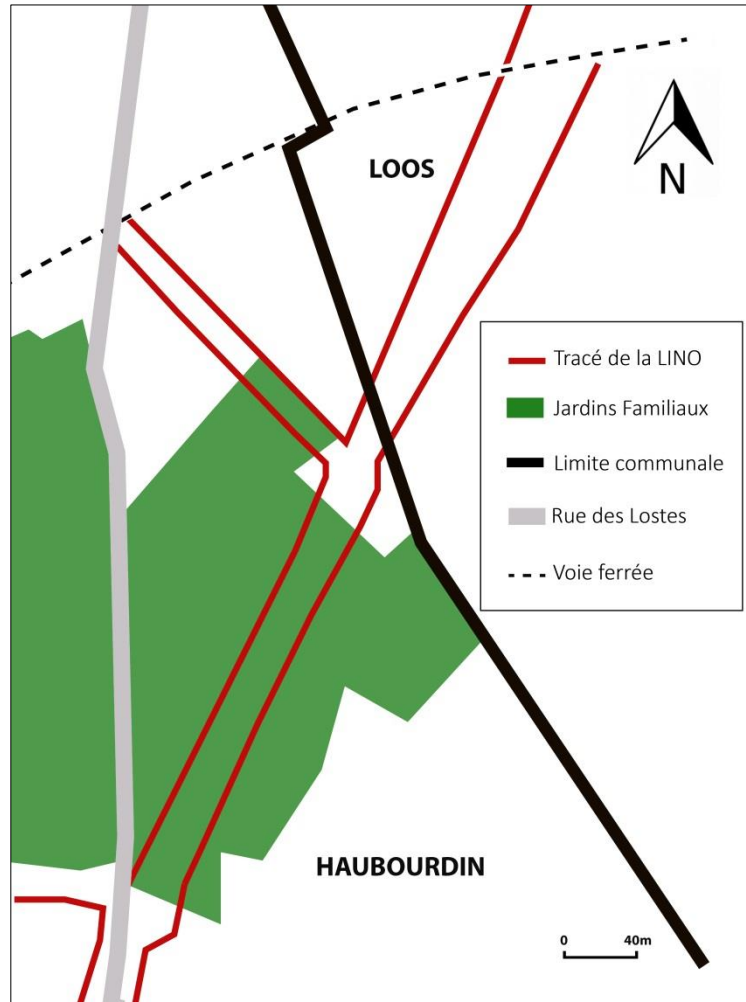 LOOS
N
Tracé de la LINO
Jardins Familiaux
Limite communale
Rue des Lostes
Voie ferrée
HAUBOURDIN
0 40m